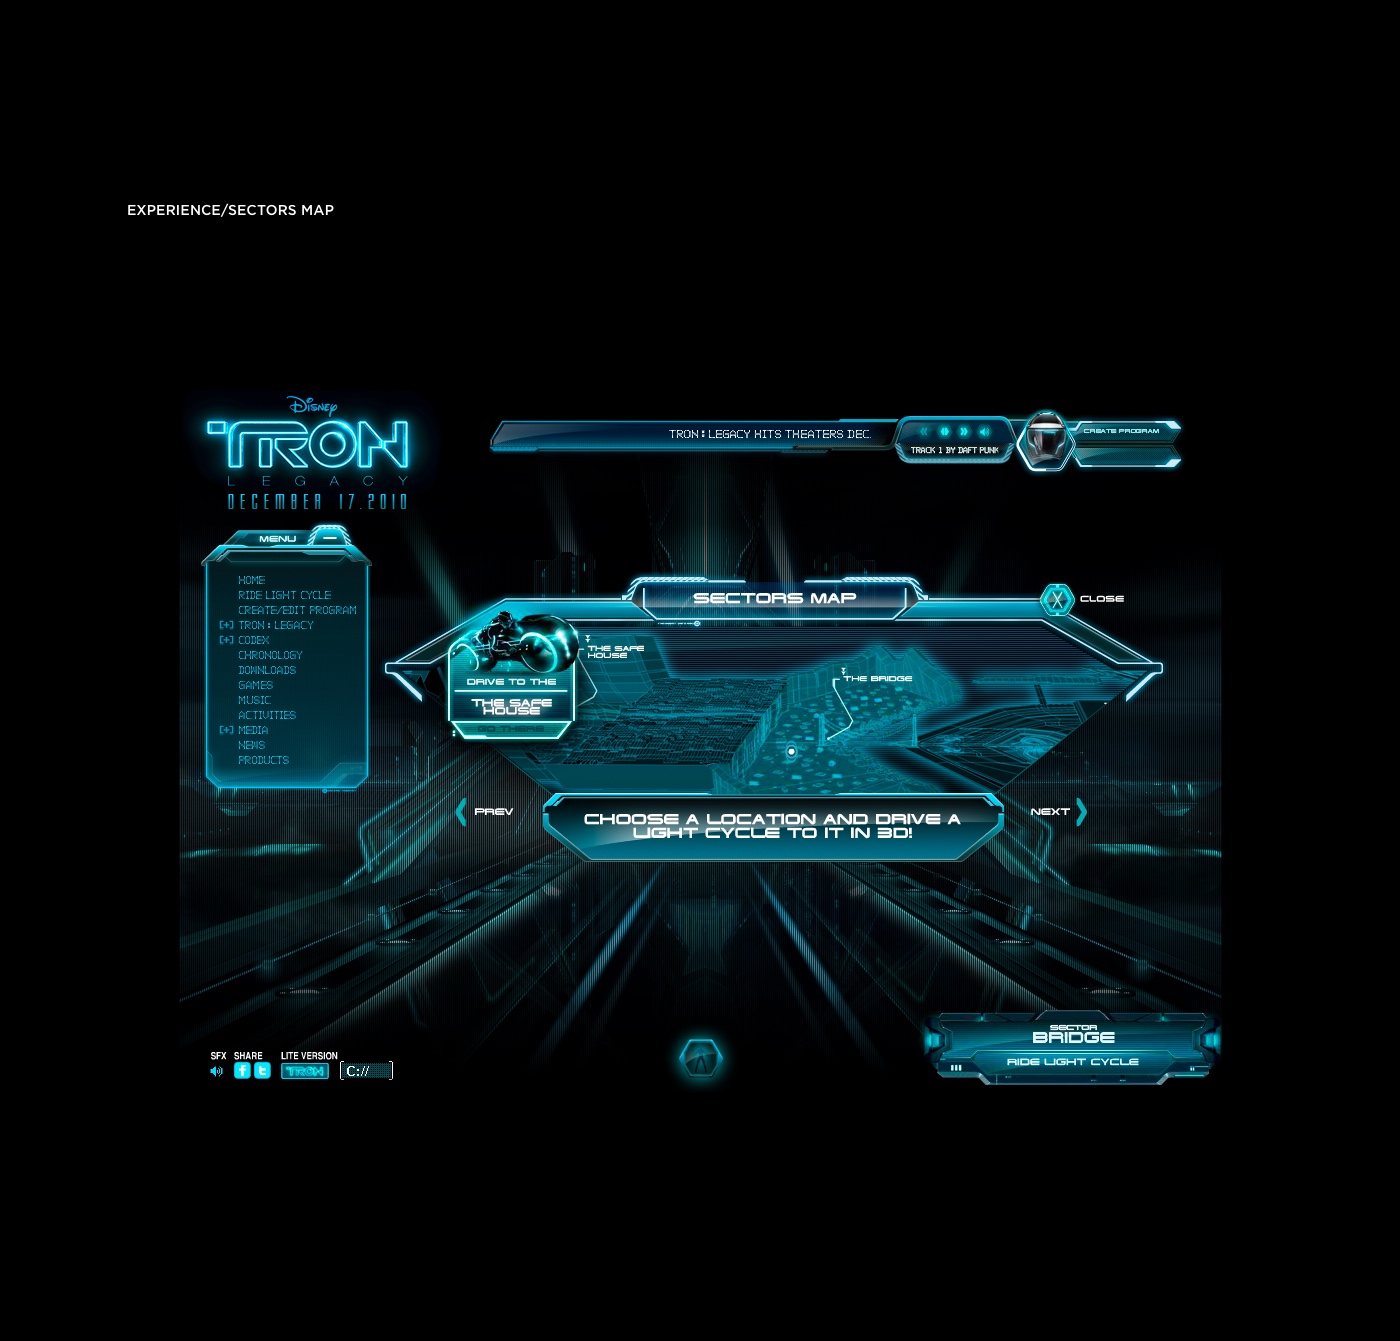 EXPERIENCE/SECTORS MAP
DISNEY
TRON
LEGACY
DECEMBER 17.2010
TRON:LEGACY HITS THEATERS DEC.
TRACK 1 BY DAFT PUNK
CREATE PROGRAM
MENU
HOME
RIDE LIGHT CYCLE
CREATE/EDIT PROGRAM
[+] TRON:LEGACY
[+] CODEX
CHRONOLOGY
DOWNLOADS
GAMES
MUSIC
ACTIVITIES
[+] MEDIA
NEWS
PRODUCTS
SECTORS MAP
X CLOSE
THE SAFE
HOUSE
THE BRIDGE
DRIVE TO THE
THE SAFE
HOUSE
GO THERE
PREV
NEXT
CHOOSE A LOCATION AND DRIVE A
LIGHT CYCLE TO IT IN 3D!
SECTOR
BRIDGE
RIDE LIGHT CYCLE
SFX SHARE LITE VERSION
f t TRON C://